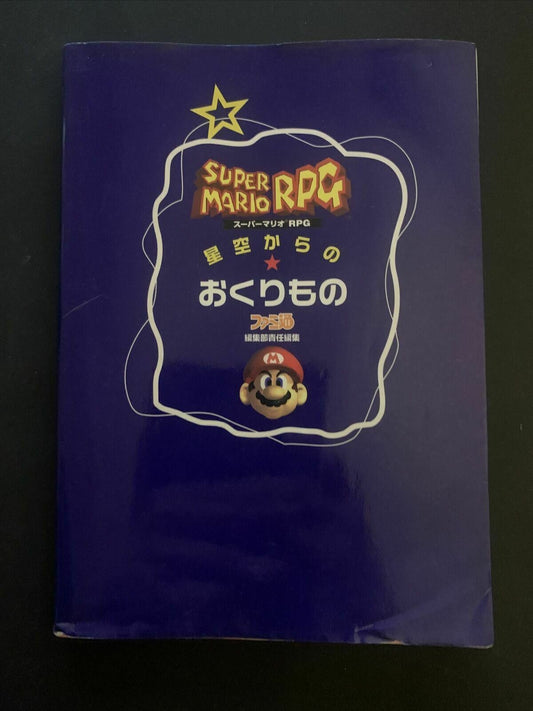 SUPER
MARIO RPG
スーパーマリオ RPG
星空からの
おくりもの
ファミ通
編集部責任編集
M